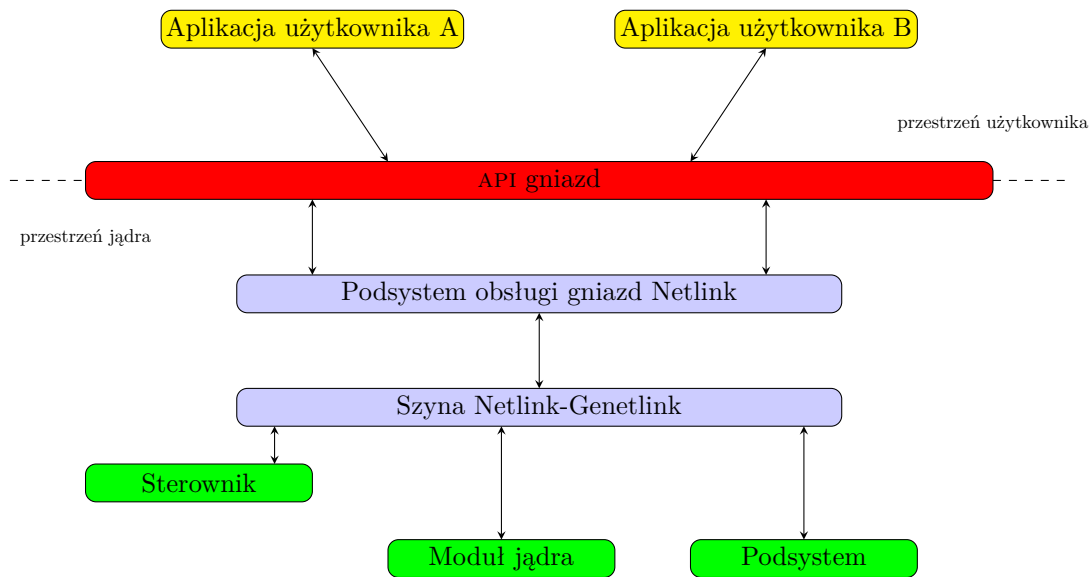 Aplikacja użytkownika A
Aplikacja użytkownika B
przestrzeń użytkownika
API gniazd
przestrzeń jądra
Podsystem obsługi gniazd Netlink
Szyna Netlink-Genetlink
Sterownik
Moduł jądra
Podsystem